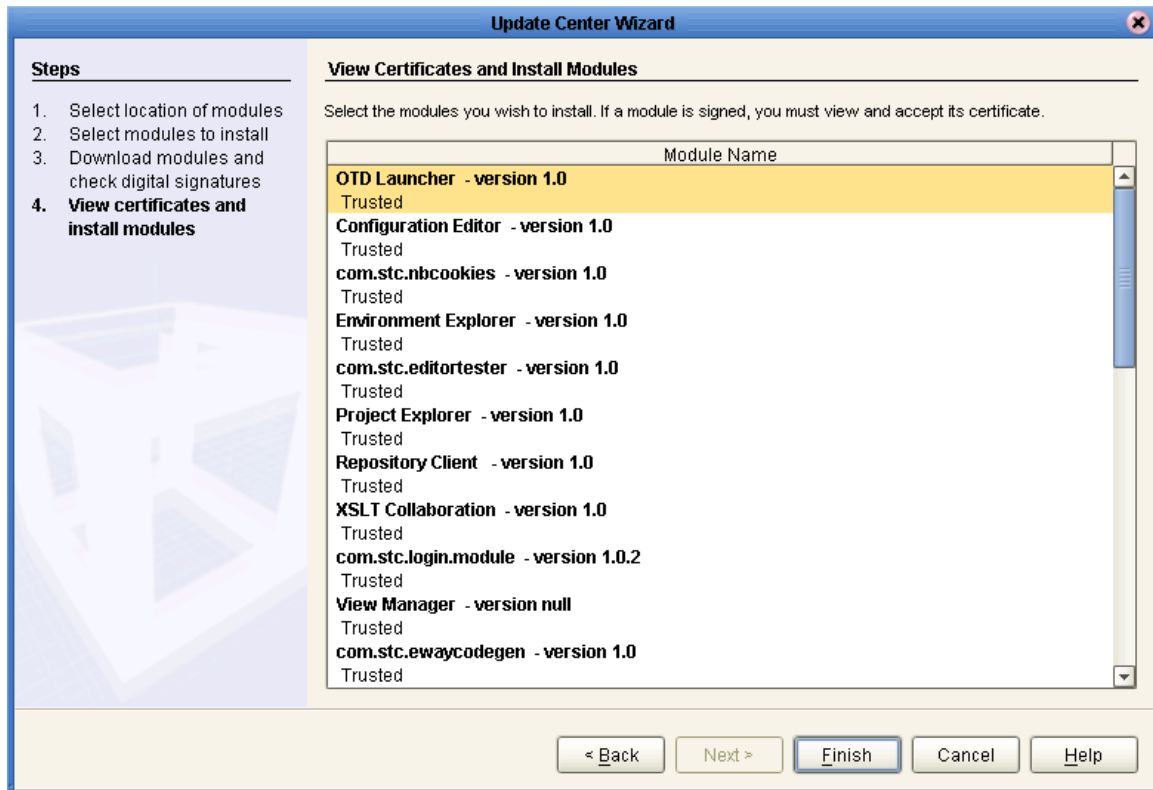 Update Center Wizard
Steps
1. Select location of modules
2. Select modules to install
3. Download modules and
check digital signatures
4. View certificates and
install modules
View Certificates and Install Modules
Select the modules you wish to install. If a module is signed, you must view and accept its certificate.
Module Name
OTD Launcher - version 1.0
Trusted
Configuration Editor - version 1.0
Trusted
com.stc.nbcookies - version 1.0
Trusted
Environment Explorer - version 1.0
Trusted
com.stc.editortester - version 1.0
Trusted
Project Explorer - version 1.0
Trusted
Repository Client - version 1.0
Trusted
XSLT Collaboration - version 1.0
Trusted
com.stc.login.module - version 1.0.2
Trusted
View Manager - version null
Trusted
com.stc.ewaycodegen - version 1.0
Trusted
< Back Next > Finish Cancel Help